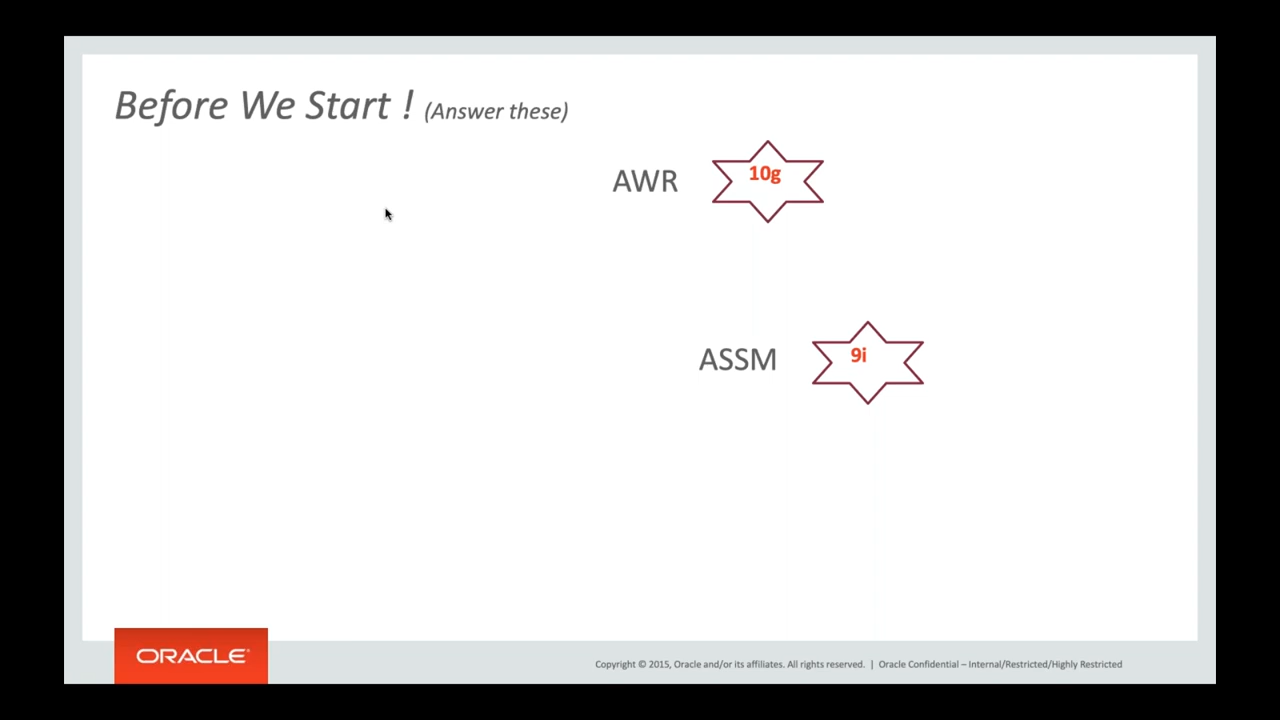 Before We Start ! (Answer these)
AWR 10g
ASSM 9i
ORACLE®
Copyright © 2015, Oracle and/or its affiliates. All rights reserved. | Oracle Confidential – Internal/Restricted/Highly Restricted